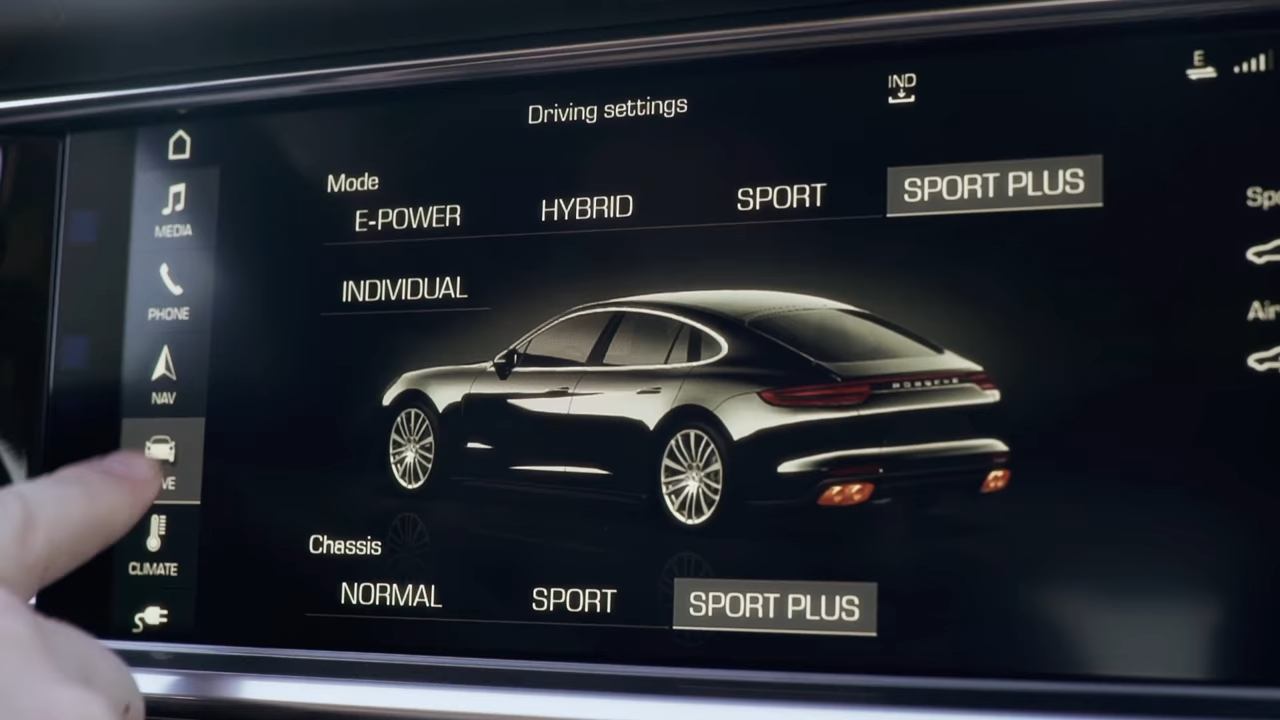 E
IND
Driving settings
Mode
E-POWER HYBRID SPORT SPORT PLUS
INDIVIDUAL
MEDIA
PHONE
NAV
CLIMATE
PORSCHE
Chassis
NORMAL SPORT SPORT PLUS